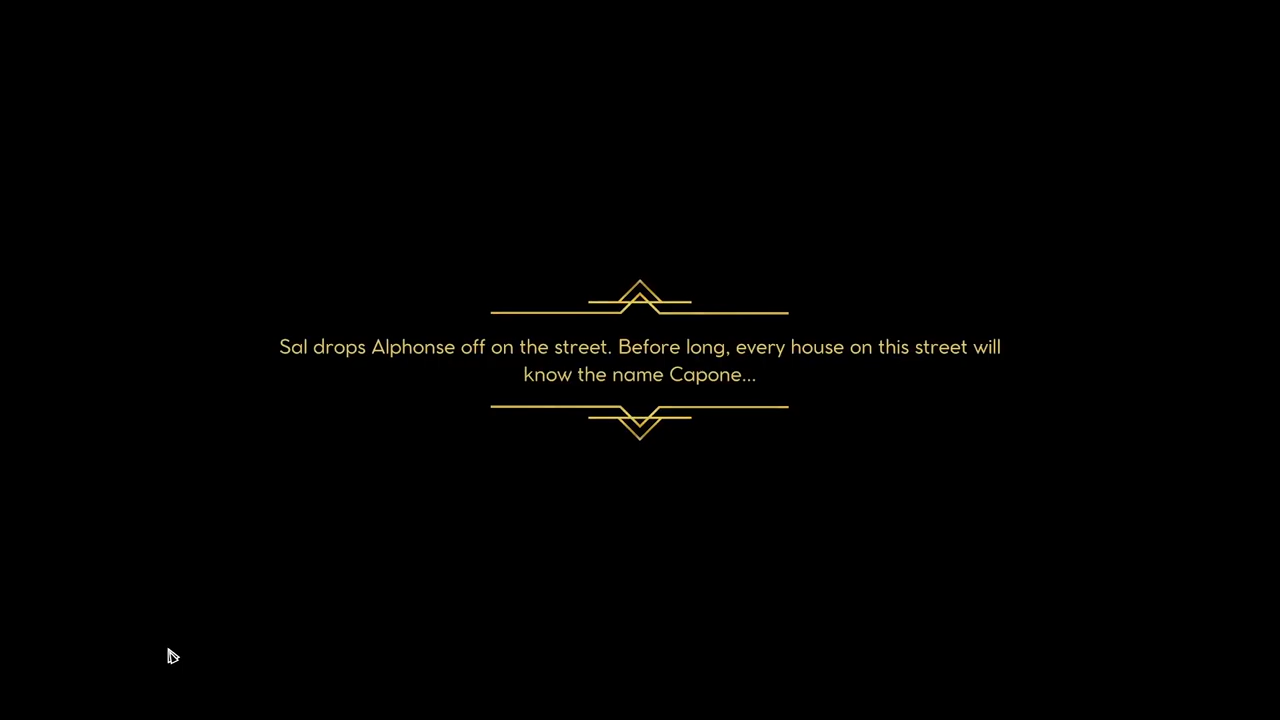 Sal drops Alphonse off on the street. Before long, every house on this street will
know the name Capone...